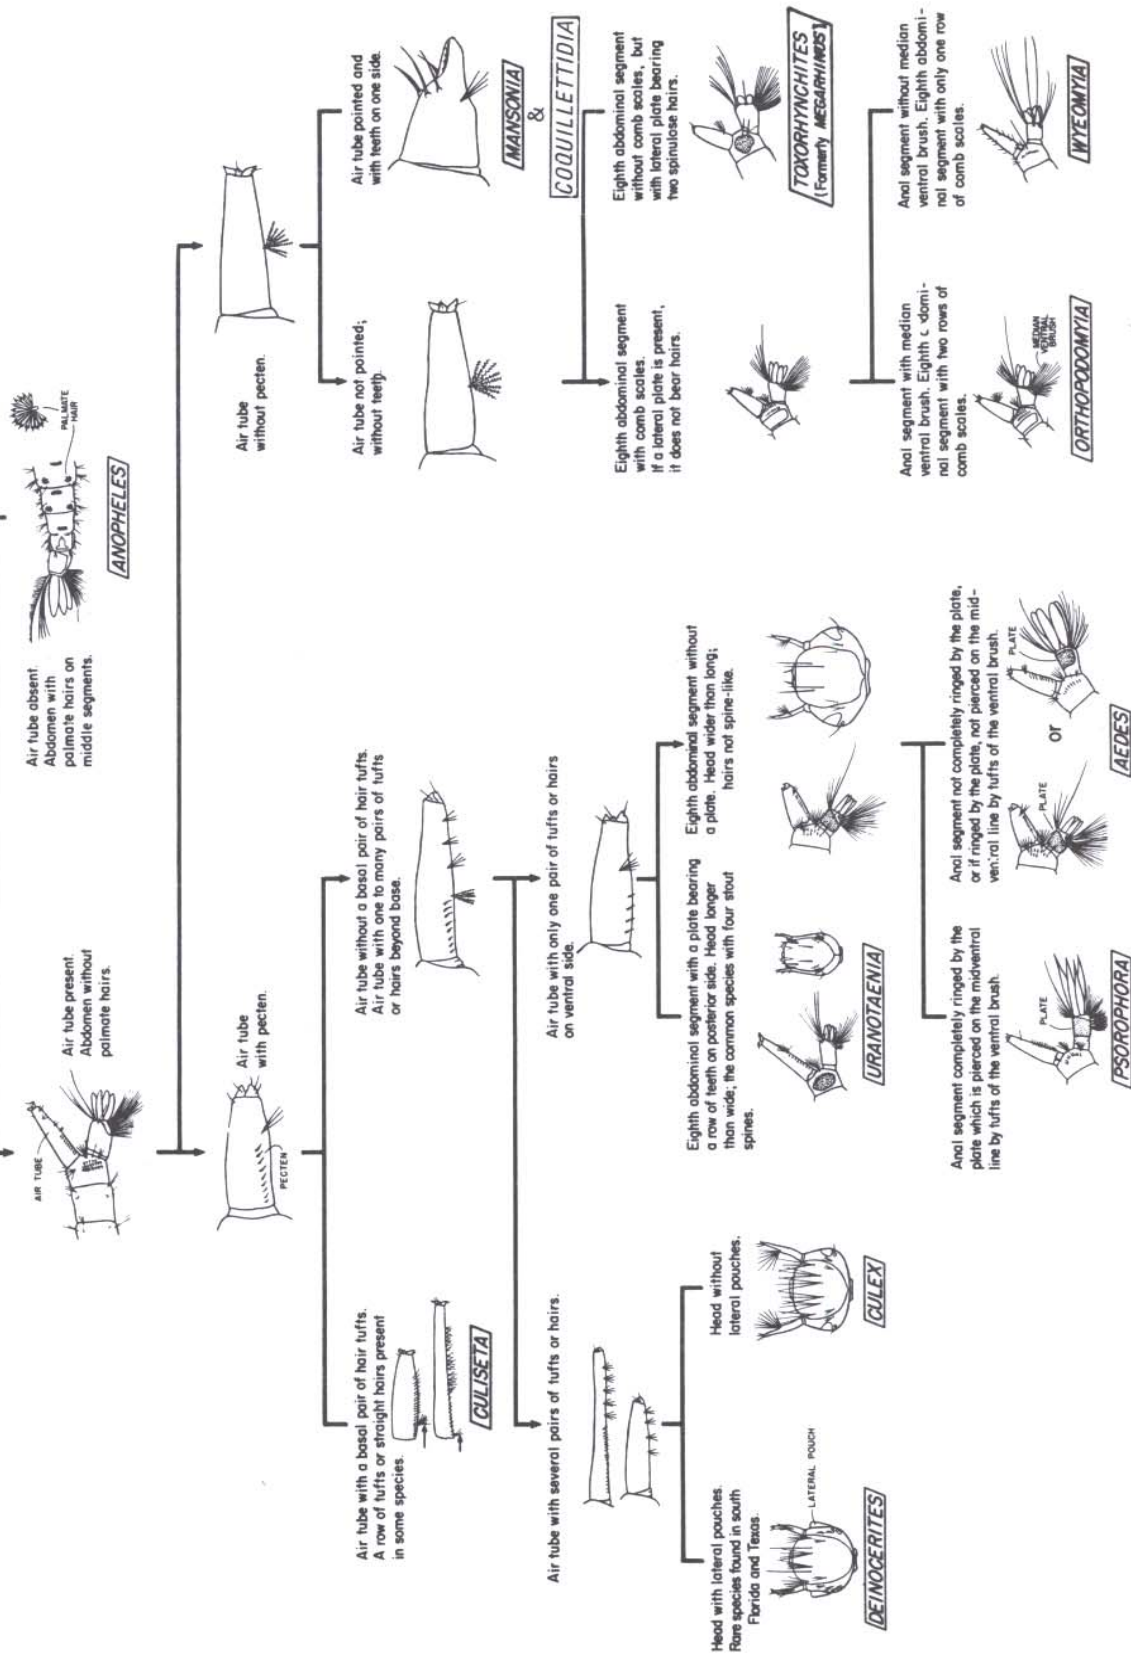 AIR TUBE
Air tube present.
Abdomen without
palmate hairs.
Air tube absent.
Abdomen with
palmate hairs on
middle segments.
PALMATE
HAIR
ANOPHELES
PECTEN
Air tube
with pecten.
Air tube
without pecten.
Air tube with a basal pair of hair tufts.
A row of tufts or straight hairs present
in some species.
CULISETA
Air tube without a basal pair of hair tufts.
Air tube with one to many pairs of tufts
or hairs beyond base.
Air tube not pointed;
without teeth.
Air tube pointed and
with teeth on one side.
MANSONIA
&
COQUILLETTIDIA
Air tube with several pairs of tufts or hairs.
Air tube with only one pair of tufts or hairs
on ventral side.
Eighth abdominal segment
with comb scales.
If a lateral plate is present,
it does not bear hairs.
Eighth abdominal segment
without comb scales, but
with lateral plate bearing
two spinulose hairs.
TOXORHYNCHITES
(Formerly MEGARHINUS)
Head with lateral pouches.
Rare species found in south
Florida and Texas.
LATERAL POUCH
DEINOCERITES
Head without
lateral pouches.
CULEX
Eighth abdominal segment with a plate bearing
a row of teeth on posterior side. Head longer
than wide; the common species with four stout
spines.
URANOTAENIA
Eighth abdominal segment without
a plate. Head wider than long;
hairs not spine-like.
Anal segment with median
ventral brush. Eighth abdomi-
nal segment with two rows of
comb scales.
MEDIAN
VENTRAL
BRUSH
ORTHOPODOMYIA
Anal segment without median
ventral brush. Eighth abdomi-
nal segment with only one row
of comb scales.
WYEOMYIA
Anal segment completely ringed by the
plate which is pierced on the midventral
line by tufts of the ventral brush.
PLATE
PSOROPHORA
Anal segment not completely ringed by the plate,
or if ringed by the plate, not pierced on the mid-
ventral line by tufts of the ventral brush.
PLATE
or
PLATE
AEDES